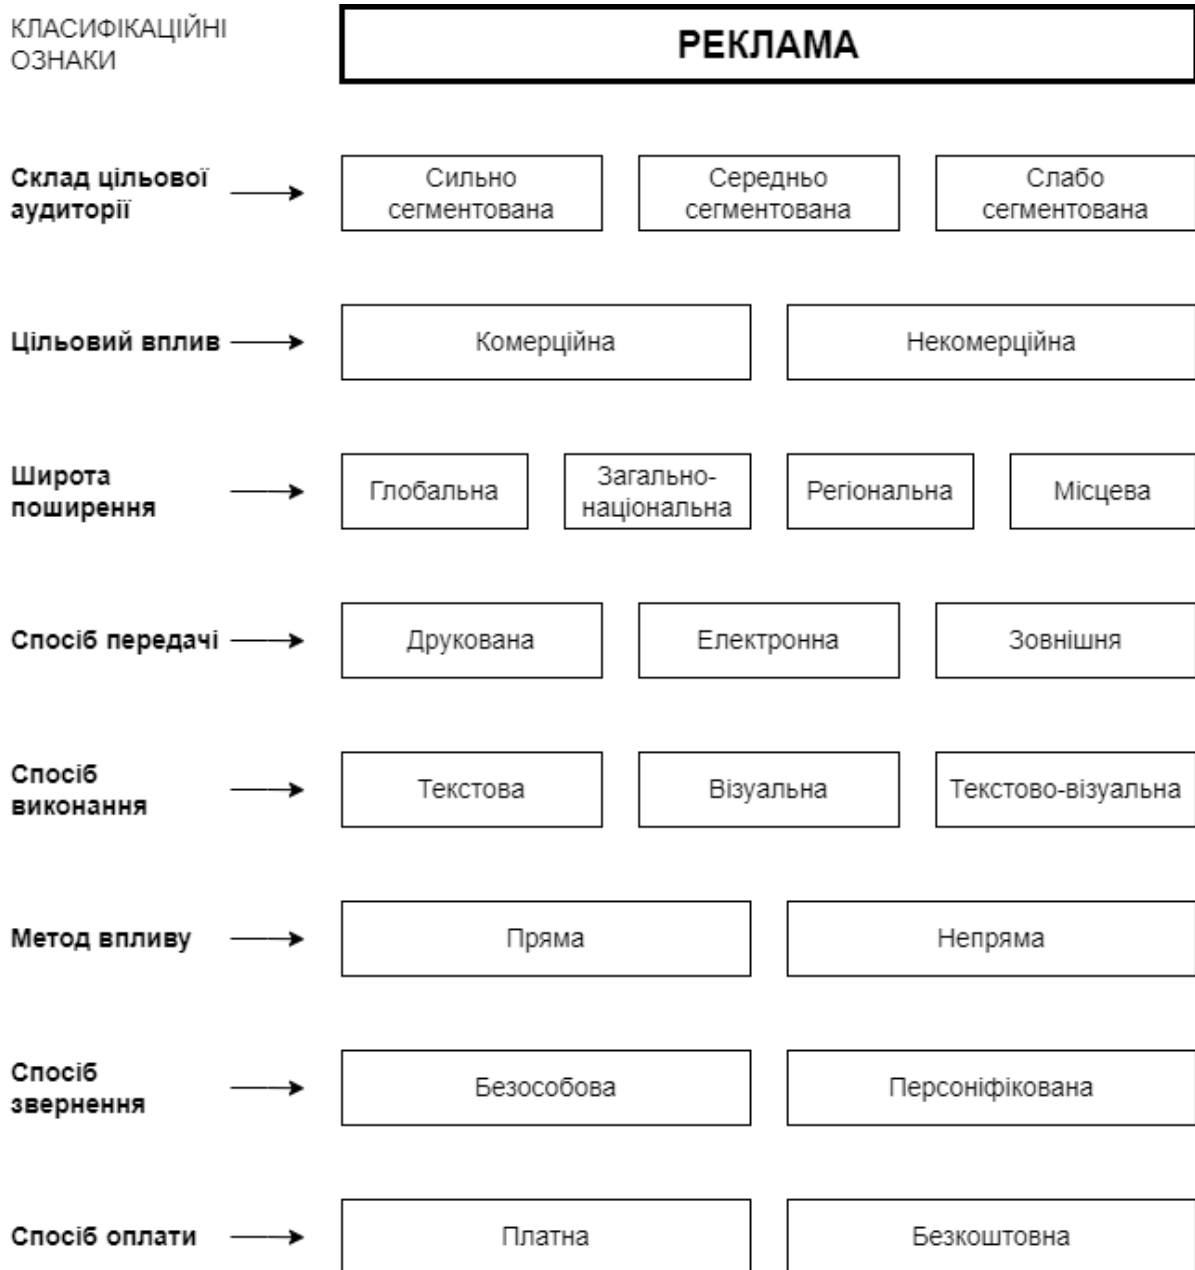 КЛАСИФІКАЦІЙНІ
ОЗНАКИ
РЕКЛАМА
Склад цільової
аудиторії
Сильно
сегментована
Середньо
сегментована
Слабо
сегментована
Цільовий вплив
Комерційна
Некомерційна
Широта
поширення
Глобальна
Загально-
національна
Регіональна
Місцева
Спосіб передачі
Друкована
Електронна
Зовнішня
Спосіб
виконання
Текстова
Візуальна
Текстово-візуальна
Метод впливу
Пряма
Непряма
Спосіб
звернення
Безособова
Персоніфікована
Спосіб оплати
Платна
Безкоштовна